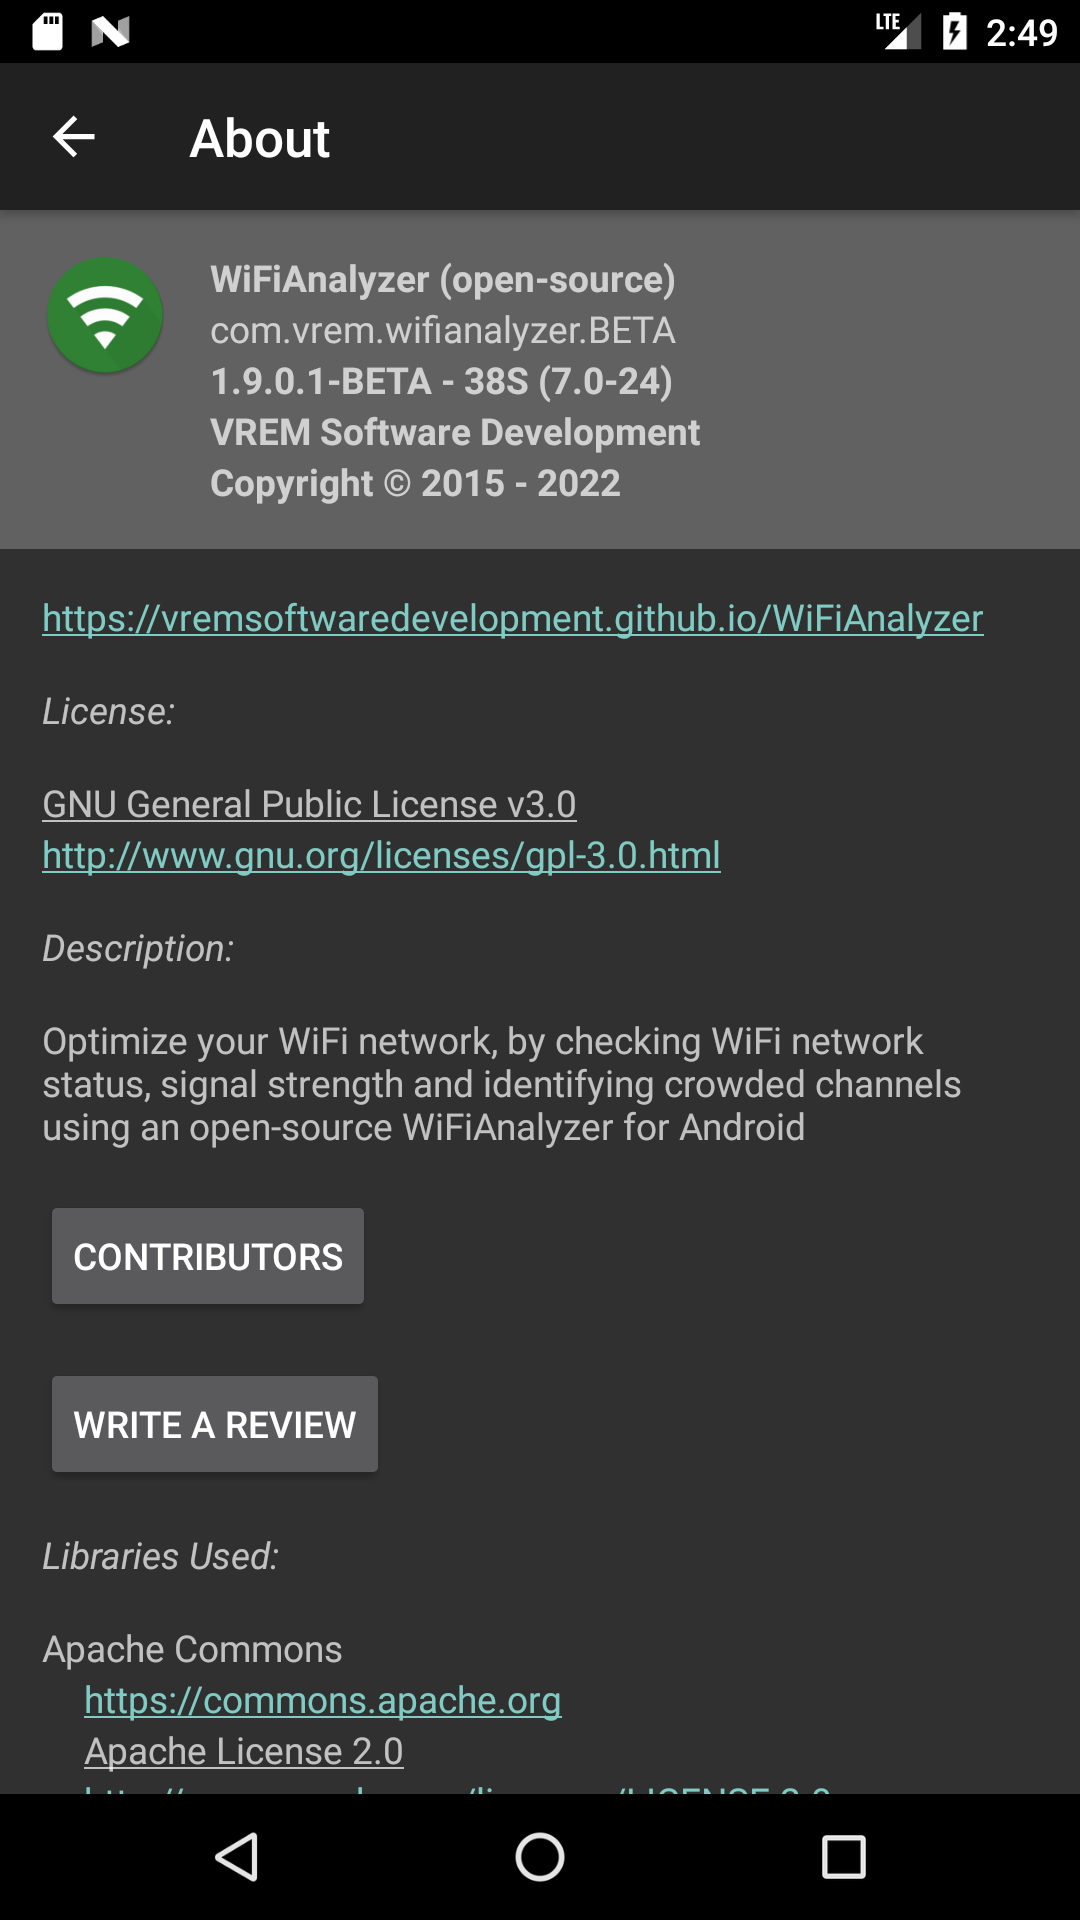 LTE 2:49
About
WiFiAnalyzer (open-source)
com.vrem.wifianalyzer.BETA
1.9.0.1-BETA - 38S (7.0-24)
VREM Software Development
Copyright © 2015 - 2022
https://vremsoftwaredevelopment.github.io/WiFiAnalyzer
License:
GNU General Public License v3.0
http://www.gnu.org/licenses/gpl-3.0.html
Description:
Optimize your WiFi network, by checking WiFi network
status, signal strength and identifying crowded channels
using an open-source WiFiAnalyzer for Android
CONTRIBUTORS
WRITE A REVIEW
Libraries Used:
Apache Commons
https://commons.apache.org
Apache License 2.0